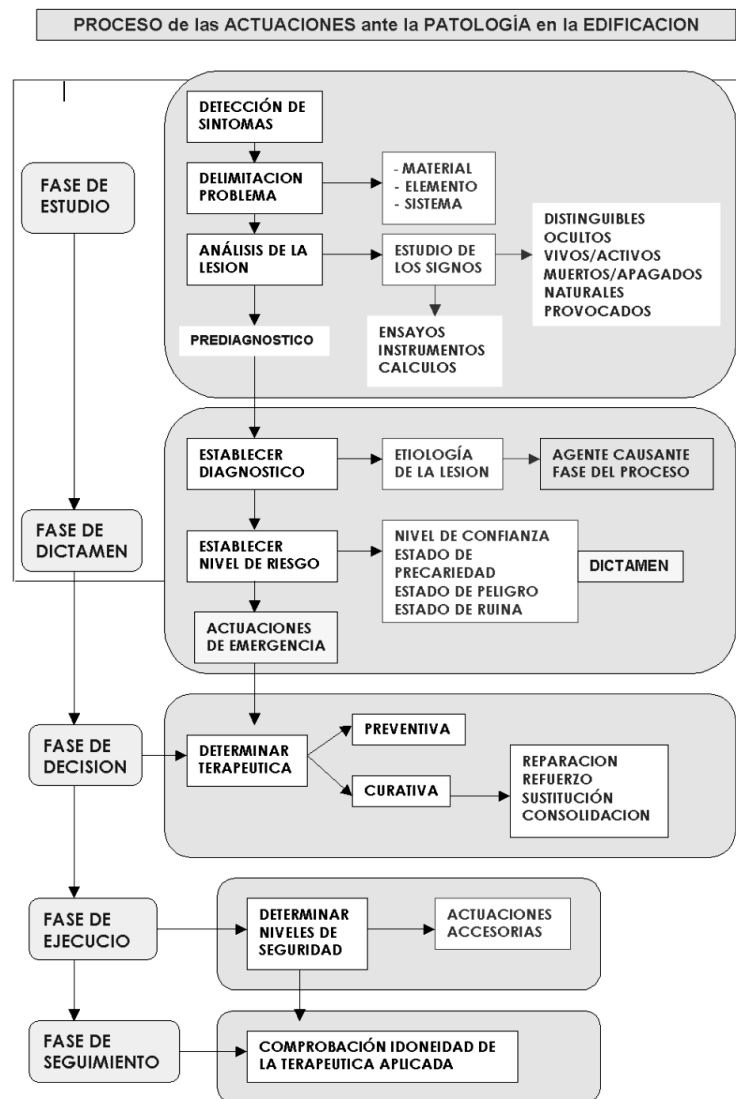 PROCESO de las ACTUACIONES ante la PATOLOGÍA en la EDIFICACION
DETECCIÓN DE
SINTOMAS
FASE DE
ESTUDIO
DELIMITACION
PROBLEMA
- MATERIAL
- ELEMENTO
- SISTEMA
ANÁLISIS DE LA
LESION
ESTUDIO DE
LOS SIGNOS
DISTINGUIBLES
OCULTOS
VIVOS/ACTIVOS
MUERTOS/APAGADOS
NATURALES
PROVOCADOS
PREDIAGNOSTICO
ENSAYOS
INSTRUMENTOS
CALCULOS
ESTABLECER
DIAGNOSTICO
ETIOLOGÍA
DE LA LESION
AGENTE CAUSANTE
FASE DEL PROCESO
FASE DE
DICTAMEN
ESTABLECER
NIVEL DE RIESGO
NIVEL DE CONFIANZA
ESTADO DE
PRECARIEDAD
ESTADO DE PELIGRO
ESTADO DE RUINA
DICTAMEN
ACTUACIONES
DE EMERGENCIA
FASE DE
DECISION
DETERMINAR
TERAPEUTICA
PREVENTIVA
CURATIVA
REPARACION
REFUERZO
SUSTITUCIÓN
CONSOLIDACION
FASE DE
EJECUCIO
DETERMINAR
NIVELES DE
SEGURIDAD
ACTUACIONES
ACCESORIAS
FASE DE
SEGUIMIENTO
COMPROBACIÓN IDONEIDAD DE
LA TERAPEUTICA APLICADA